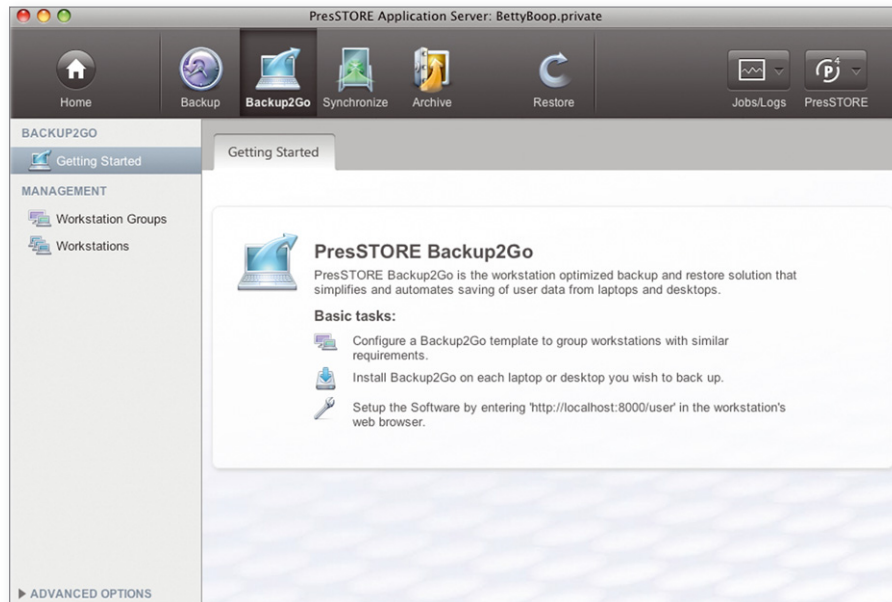 PresSTORE Application Server: BettyBoop.private
Home
Backup
Backup2Go
Synchronize
Archive
Restore
Jobs/Logs
P4
PresSTORE
BACKUP2GO
Getting Started
MANAGEMENT
Workstation Groups
Workstations
ADVANCED OPTIONS
Getting Started
PresSTORE Backup2Go
PresSTORE Backup2Go is the workstation optimized backup and restore solution that
simplifies and automates saving of user data from laptops and desktops.
Basic tasks:
Configure a Backup2Go template to group workstations with similar
requirements.
Install Backup2Go on each laptop or desktop you wish to back up.
Setup the Software by entering 'http://localhost:8000/user' in the workstation's
web browser.